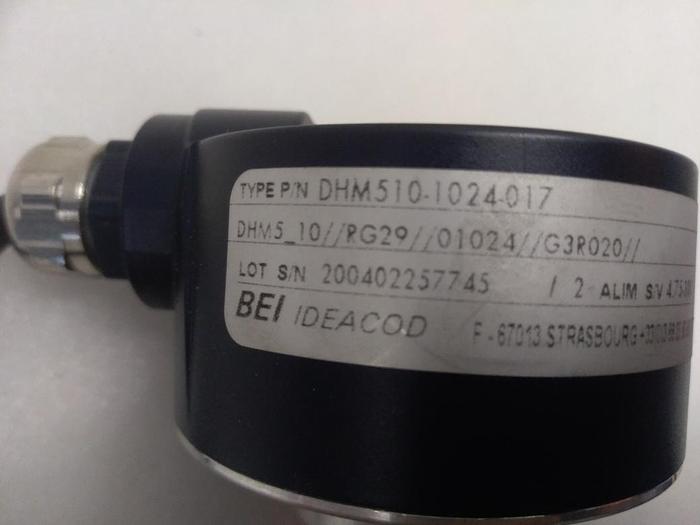 TYPE P/N DHM510-1024-017
DHM5_10//RG29//01024//G3R020//
LOT S/N 200402257745 / 2 ALIM S/V
BEI IDEACOD F - 67013 STRASBOURG